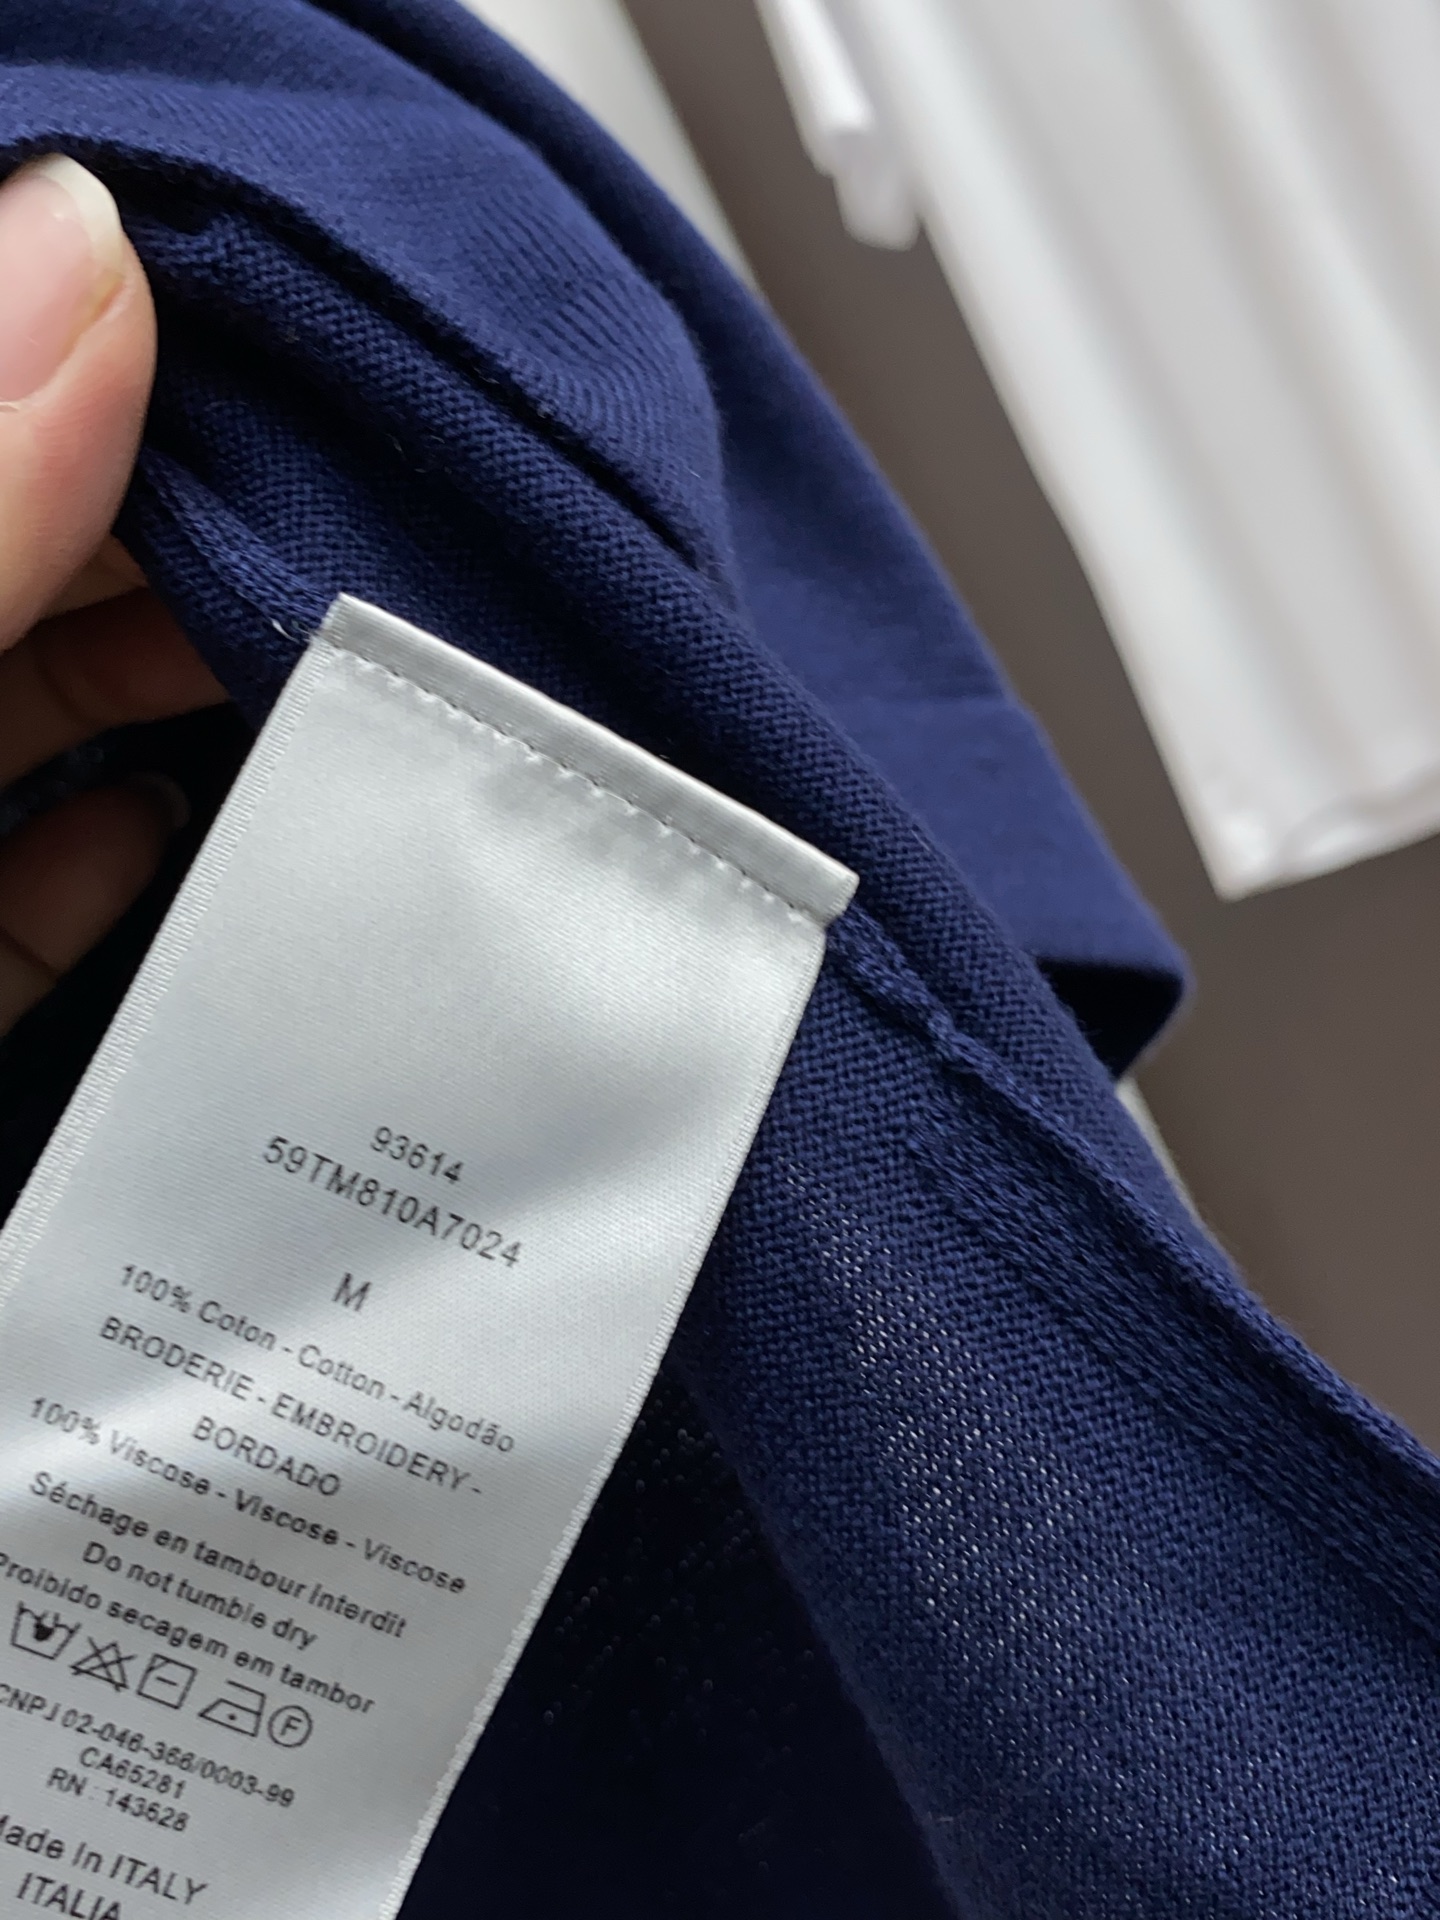 93614
59TM810A7024
M
100% Coton - Cotton - Algodão
BRODERIE - EMBROIDERY -
BORDADO
100% Viscose - Viscose - Viscose
Séchage en tambour interdit
Do not tumble dry
Proibido secagem em tambor
F
CNPJ 02-046-366/0003-99
CA65281
RN : 143628
Made in ITALY
ITALIA